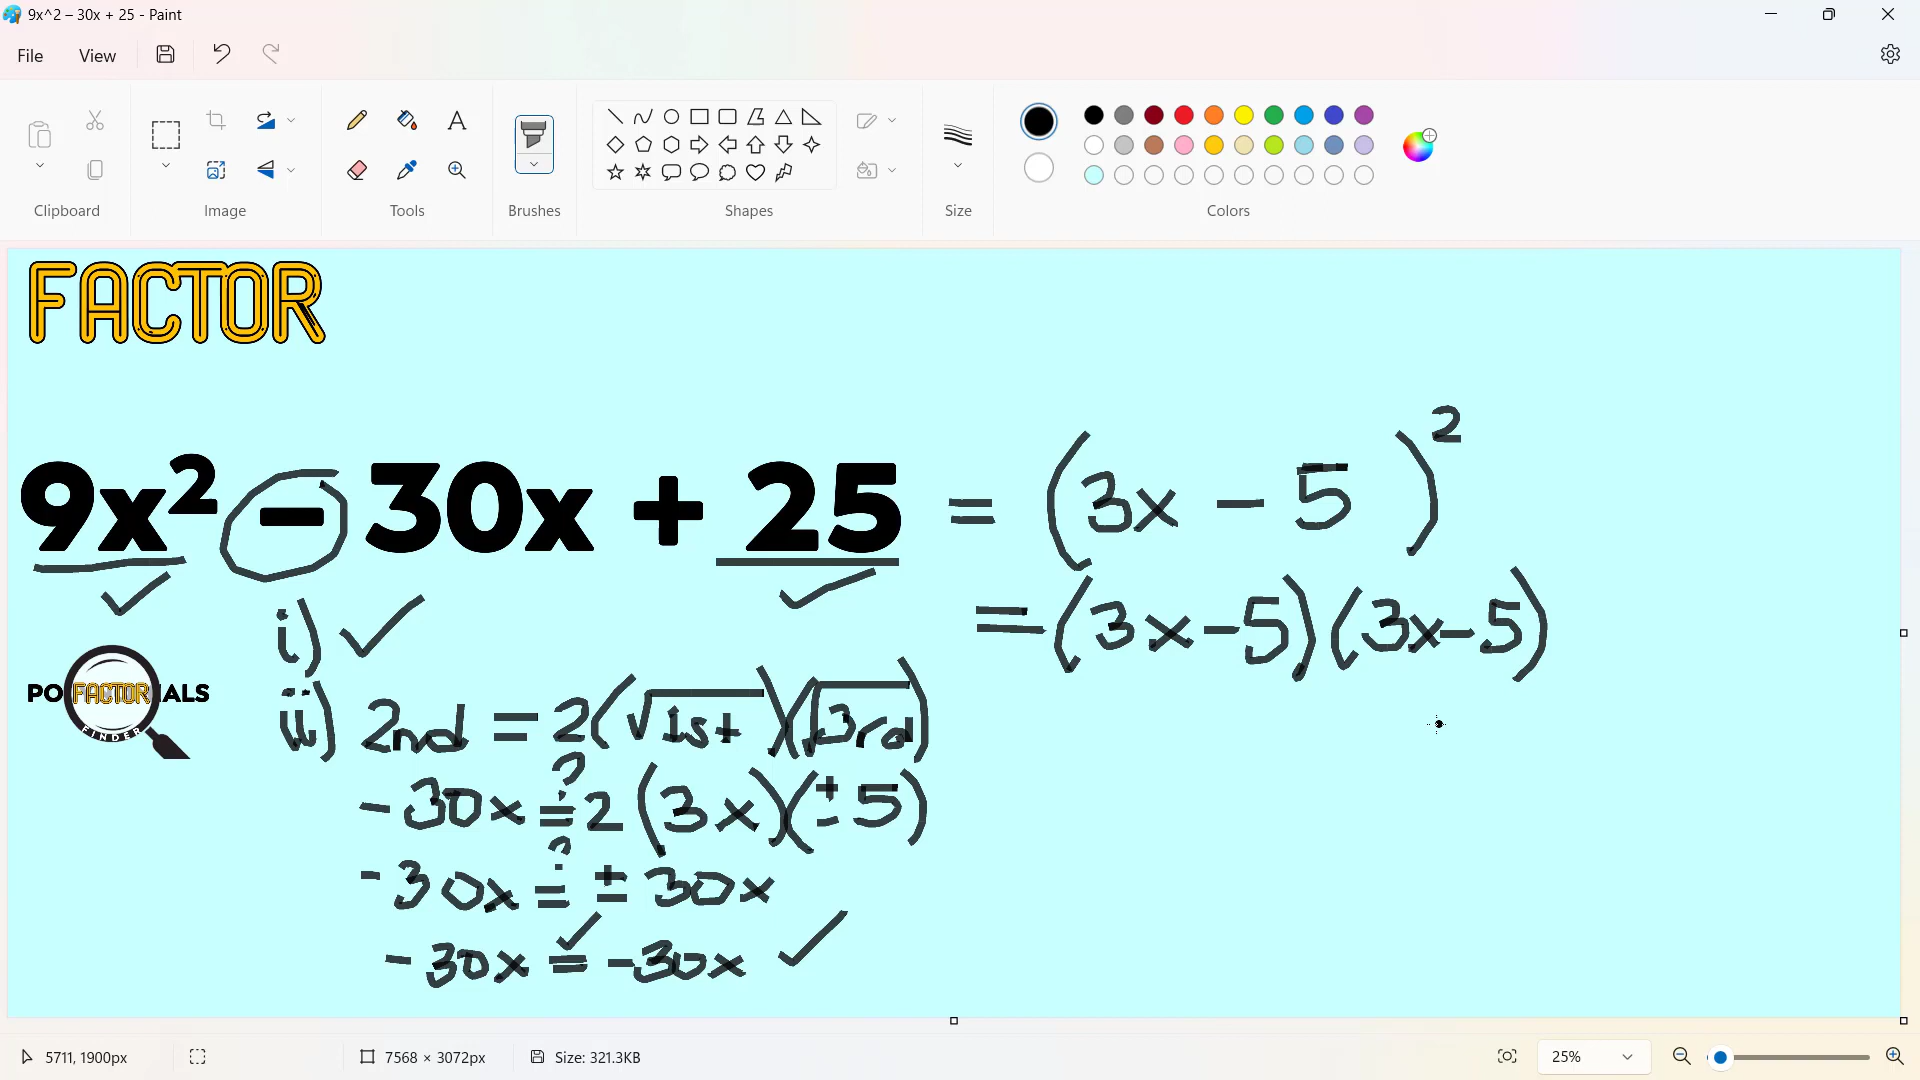 9x^2 – 30x + 25 - Paint
File View
Clipboard Image Tools Brushes Shapes Size Colors
FACTOR
9x² − 30x + 25 = (3x − 5)²
= (3x − 5)(3x − 5)
i) ✓
PO FACTOR IALS
FINDER
ii) 2nd = 2(√1st)(√3rd)
− 30x ≟ 2(3x)(± 5)
− 30x ≟ ± 30x
− 30x = −30x ✓
5711, 1900px 7568 × 3072px Size: 321.3KB 25%